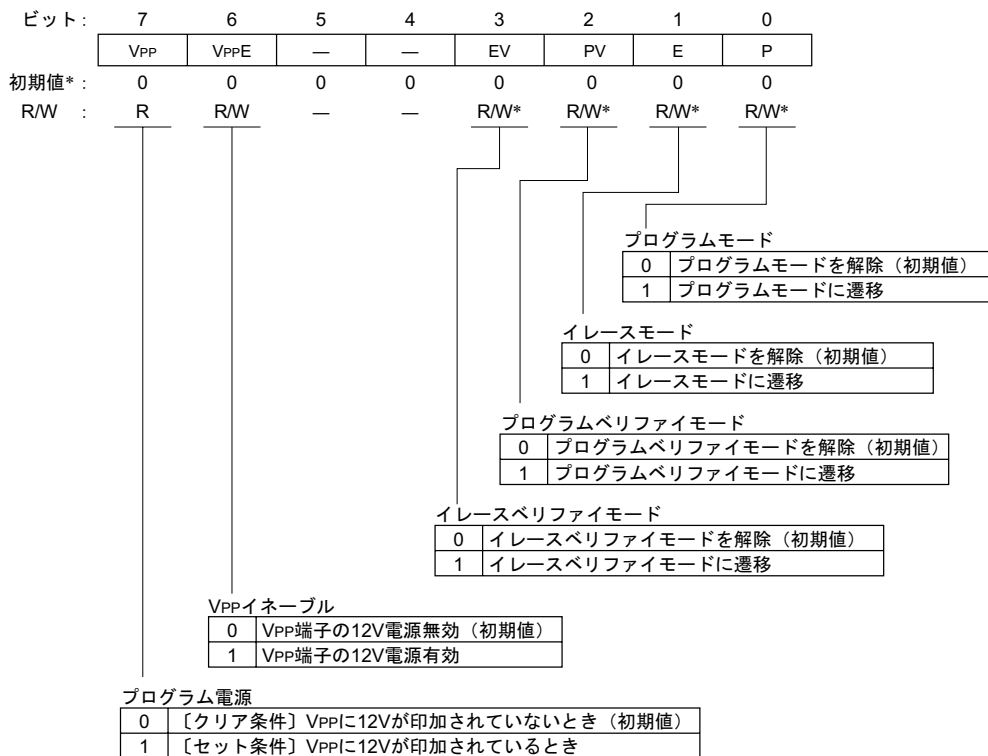 ビット: 7 6 5 4 3 2 1 0
VPP VPPE — — EV PV E P
初期値* : 0 0 0 0 0 0 0 0
R/W : R R/W — — R/W* R/W* R/W* R/W*
プログラムモード
0 プログラムモードを解除（初期値）
1 プログラムモードに遷移
イレースモード
0 イレースモードを解除（初期値）
1 イレースモードに遷移
プログラムベリファイモード
0 プログラムベリファイモードを解除（初期値）
1 プログラムベリファイモードに遷移
イレースベリファイモード
0 イレースベリファイモードを解除（初期値）
1 イレースベリファイモードに遷移
VPPイネーブル
0 VPP端子の12V電源無効（初期値）
1 VPP端子の12V電源有効
プログラム電源
0 〔クリア条件〕VPPに12Vが印加されていないとき（初期値）
1 〔セット条件〕VPPに12Vが印加されているとき